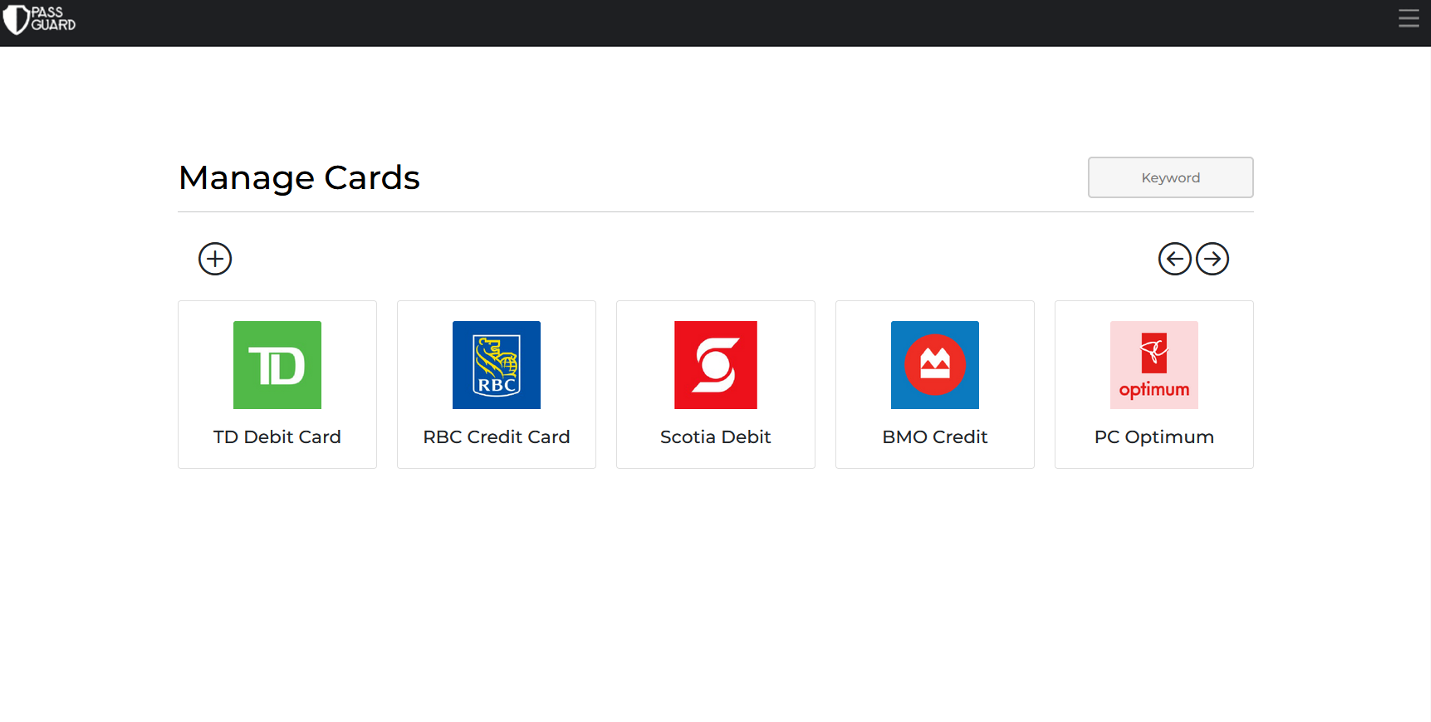 PASS
GUARD
Manage Cards
Keyword
TD
RBC
optimum
TD Debit Card
RBC Credit Card
Scotia Debit
BMO Credit
PC Optimum